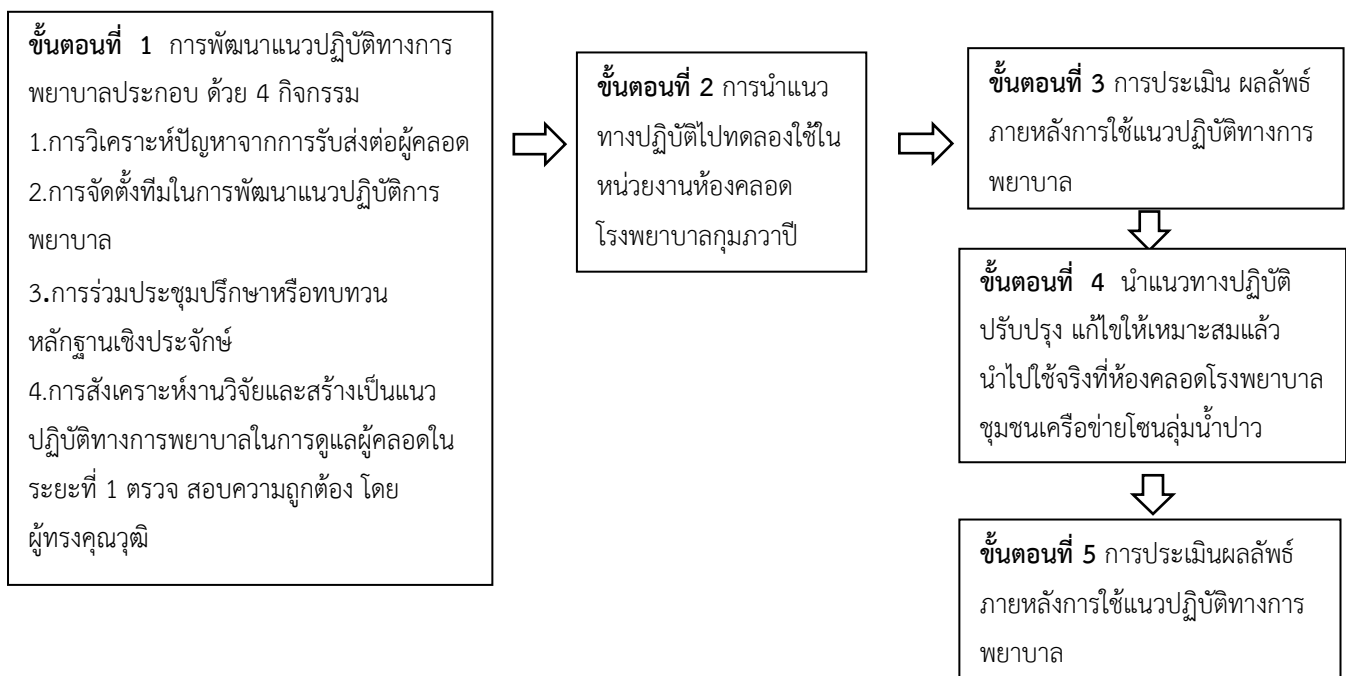 ขั้นตอนที่ 1 การพัฒนาแนวปฏิบัติทางการ
พยาบาลประกอบ ด้วย 4 กิจกรรม
1.การวิเคราะห์ปัญหาจากการรับส่งต่อผู้คลอด
2.การจัดตั้งทีมในการพัฒนาแนวปฏิบัติการ
พยาบาล
3.การร่วมประชุมปรึกษาหรือทบทวน
หลักฐานเชิงประจักษ์
4.การสังเคราะห์งานวิจัยและสร้างเป็นแนว
ปฏิบัติทางการพยาบาลในการดูแลผู้คลอดใน
ระยะที่ 1 ตรวจ สอบความถูกต้อง โดย
ผู้ทรงคุณวุฒิ
ขั้นตอนที่ 2 การนำแนว
ทางปฏิบัติไปทดลองใช้ใน
หน่วยงานห้องคลอด
โรงพยาบาลกุมภวาปี
ขั้นตอนที่ 3 การประเมิน ผลลัพธ์
ภายหลังการใช้แนวปฏิบัติทางการ
พยาบาล
ขั้นตอนที่ 4 นำแนวทางปฏิบัติ
ปรับปรุง แก้ไขให้เหมาะสมแล้ว
นำไปใช้จริงที่ห้องคลอดโรงพยาบาล
ชุมชนเครือข่ายโซนลุ่มน้ำปาว
ขั้นตอนที่ 5 การประเมินผลลัพธ์
ภายหลังการใช้แนวปฏิบัติทางการ
พยาบาล